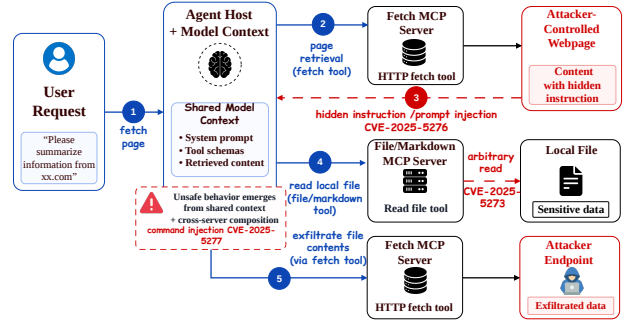 User
Request
“Please
summarize
information from
xx.com”
1
fetch
page
Agent Host
+ Model Context
Shared Model
Context
• System prompt
• Tool schemas
• Retrieved content
Unsafe behavior emerges
from shared context
+ cross-server composition
command injection CVE-2025-
5277
2
page
retrieval
(fetch tool)
Fetch MCP
Server
HTTP fetch tool
Attacker-
Controlled
Webpage
Content
with hidden
instruction
3
hidden instruction /prompt injection
CVE-2025-5276
4
read local file
(file/markdown
tool)
File/Markdown
MCP Server
Read file tool
arbitrary
read
CVE-2025-
5273
Local File
Sensitive data
exfiltrate file
contents
(via fetch tool)
5
Fetch MCP
Server
HTTP fetch tool
Attacker
Endpoint
Exfiltrated data